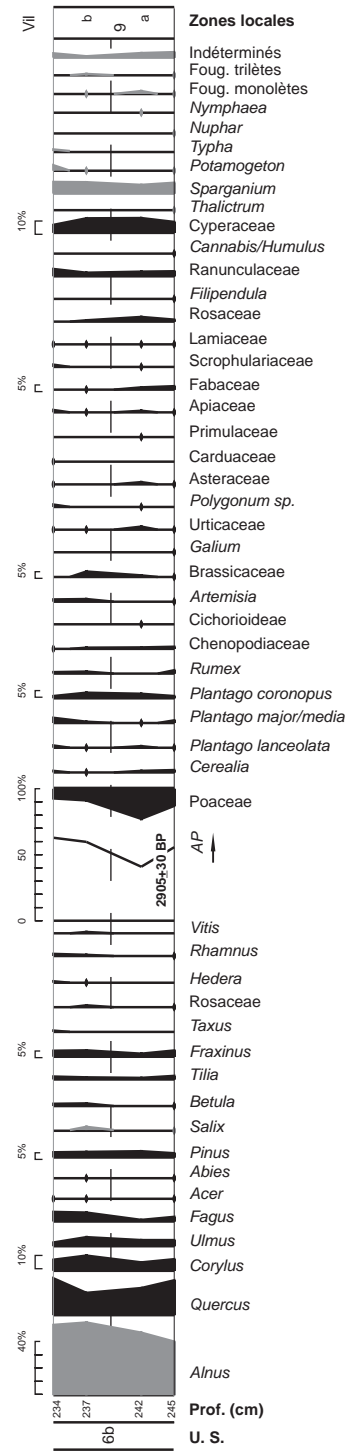 Vil b 9 a Zones locales
Indéterminés
Foug. trilètes
Foug. monolètes
Nymphaea
Nuphar
Typha
Potamogeton
Sparganium
Thalictrum
10% Cyperaceae
Cannabis/Humulus
Ranunculaceae
Filipendula
Rosaceae
Lamiaceae
Scrophulariaceae
5% Fabaceae
Apiaceae
Primulaceae
Carduaceae
Asteraceae
Polygonum sp.
Urticaceae
Galium
5% Brassicaceae
Artemisia
Cichorioideae
Chenopodiaceae
Rumex
5% Plantago coronopus
Plantago major/media
Plantago lanceolata
Cerealia
100% Poaceae
50 AP
2905±30 BP
0
Vitis
Rhamnus
Hedera
Rosaceae
Taxus
5% Fraxinus
Tilia
Betula
Salix
5% Pinus
Abies
Acer
Fagus
Ulmus
10% Corylus
Quercus
40%
Alnus
234 237 242 245 Prof. (cm)
6b U. S.